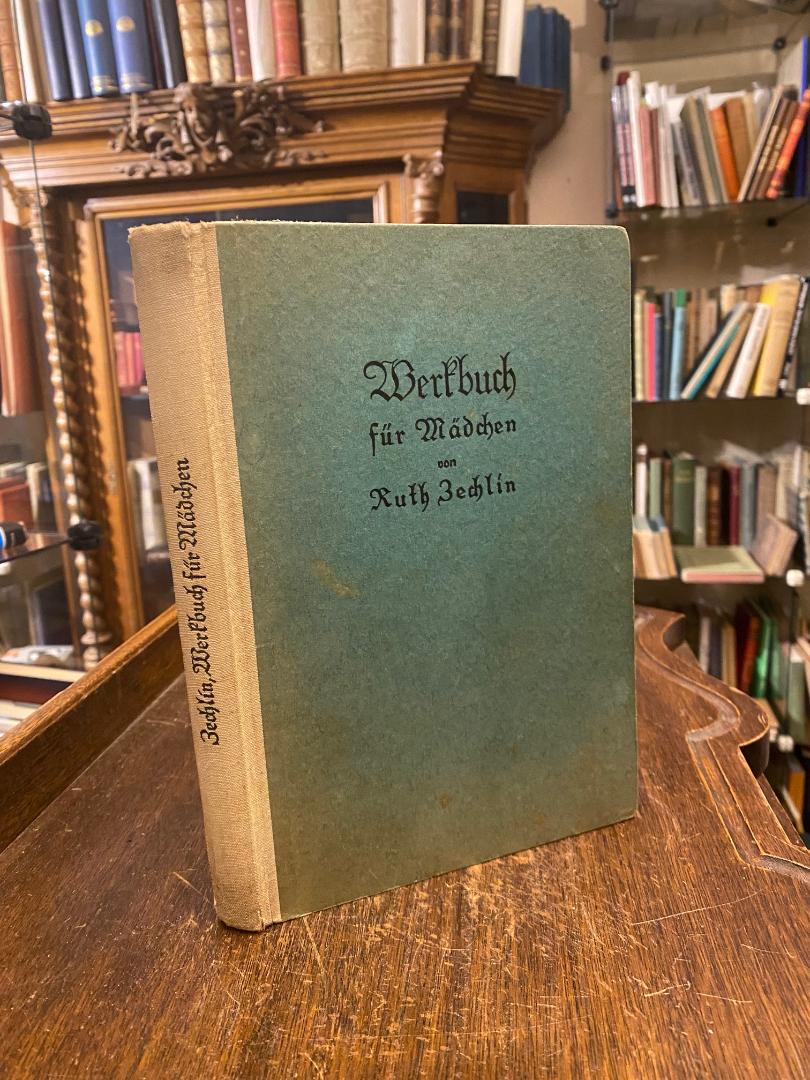 Werkbuch
für Mädchen
von
Ruth Zechlin
Zechlin, Werkbuch für Mädchen